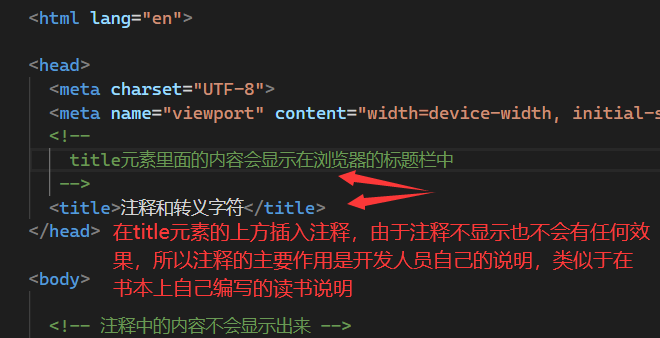 <html lang="en">
<head>
<meta charset="UTF-8">
<meta name="viewport" content="width=device-width, initial-s
<!--
title元素里面的内容会显示在浏览器的标题栏中
-->
<title>注释和转义字符</title>
</head>
在title元素的上方插入注释，由于注释不显示也不会有任何效
果，所以注释的主要作用是开发人员自己的说明，类似于在
书本上自己编写的读书说明
<body>
<!-- 注释中的内容不会显示出来 -->